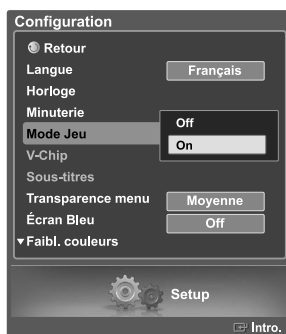 Configuration
Retour
Langue Français
Horloge
Minuterie
Mode Jeu Off
On
V-Chip
Sous-titres
Transparence menu Moyenne
Écran Bleu Off
▼Faibl. couleurs
Setup
Intro.